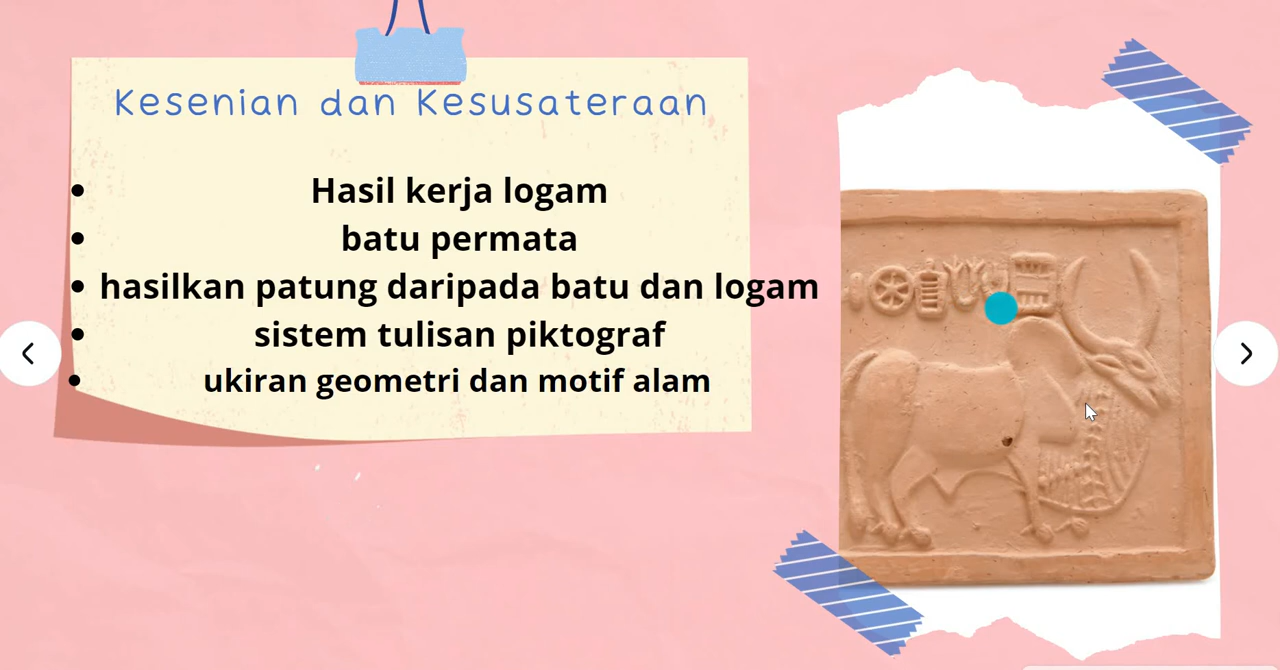 Kesenian dan Kesusateraan
Hasil kerja logam
batu permata
hasilkan patung daripada batu dan logam
sistem tulisan piktograf
ukiran geometri dan motif alam